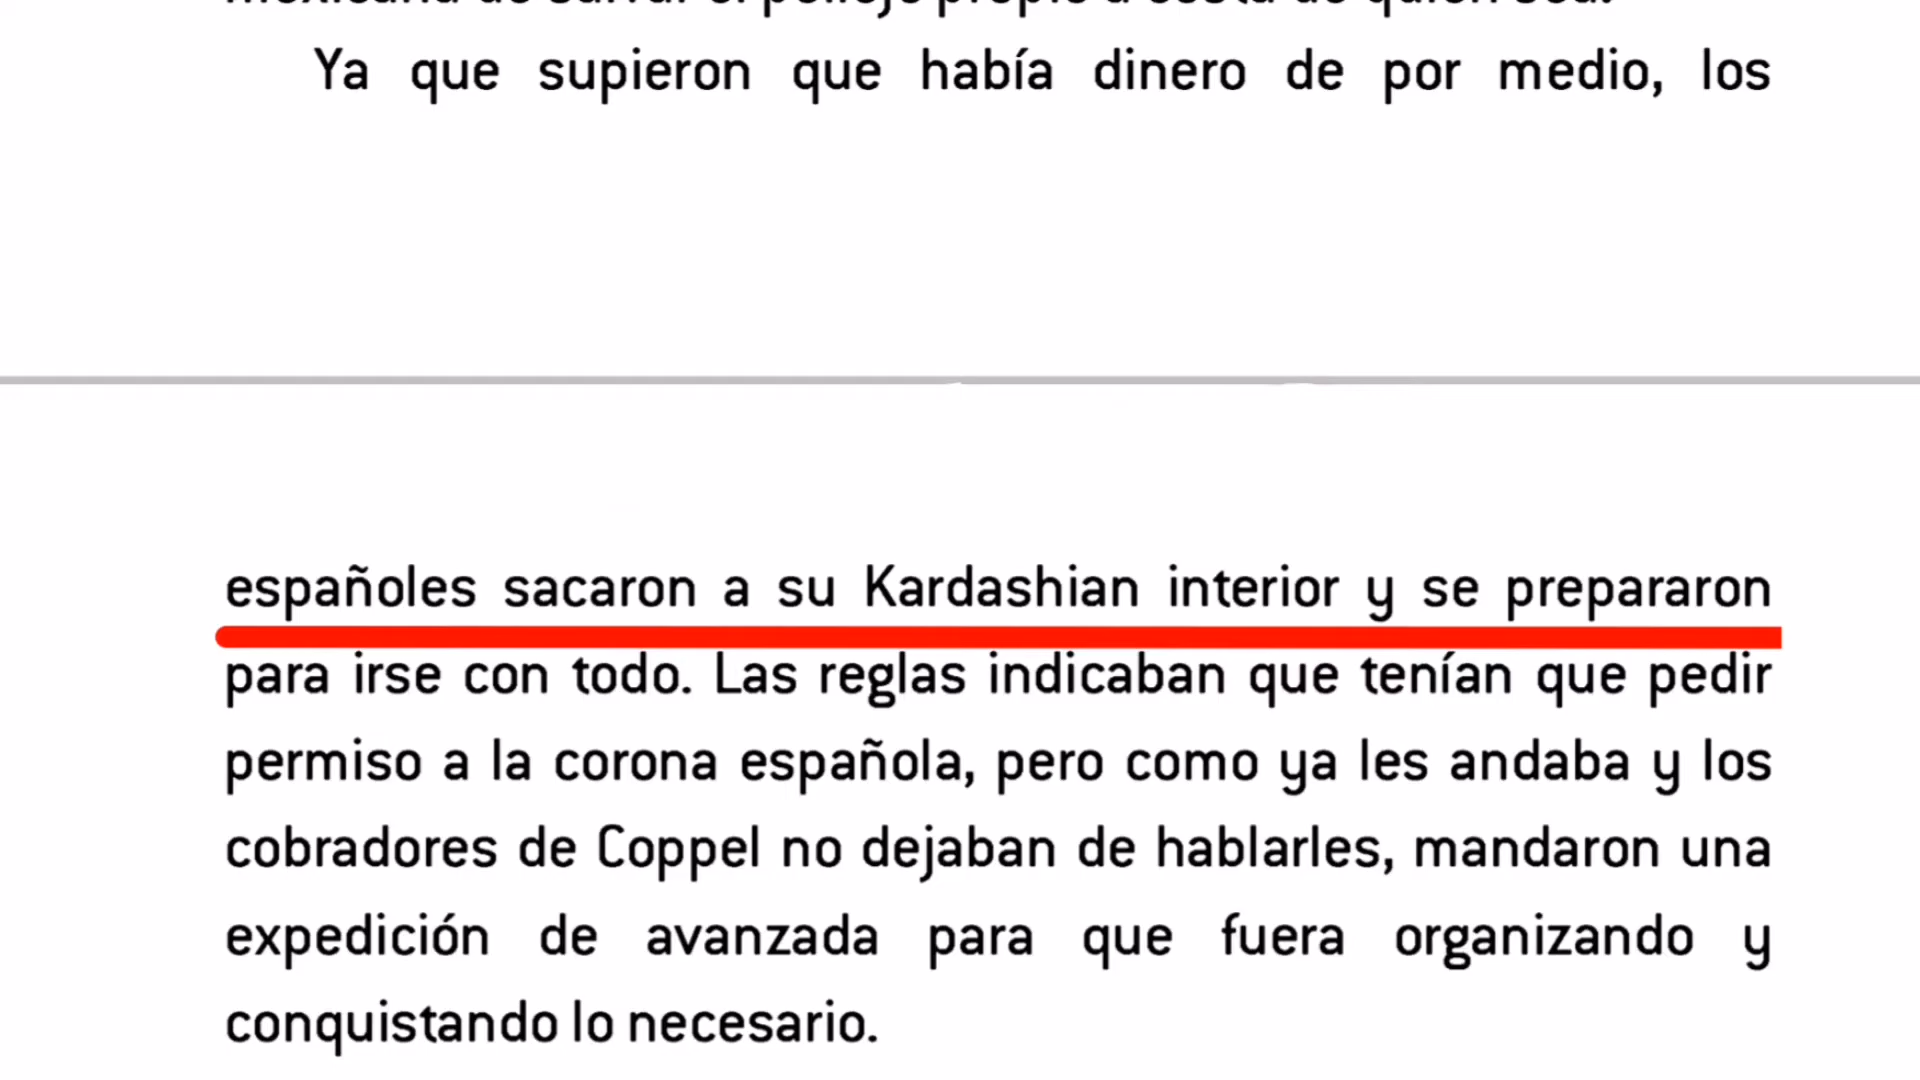 Ya que supieron que había dinero de por medio, los
españoles sacaron a su Kardashian interior y se prepararon
para irse con todo. Las reglas indicaban que tenían que pedir
permiso a la corona española, pero como ya les andaba y los
cobradores de Coppel no dejaban de hablarles, mandaron una
expedición de avanzada para que fuera organizando y
conquistando lo necesario.